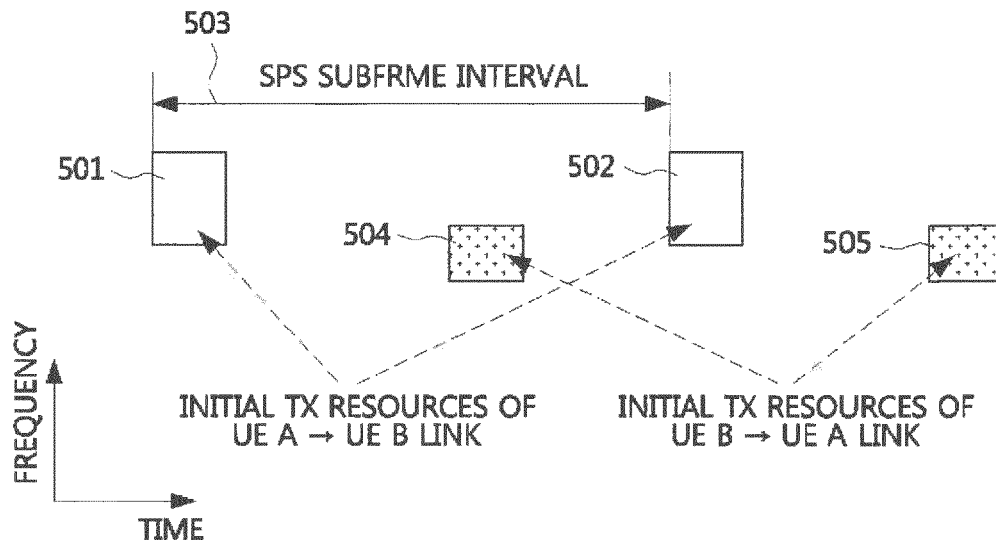 503
SPS SUBFRME INTERVAL
501
502
504
505
INITIAL TX RESOURCES OF
UE A → UE B LINK
INITIAL TX RESOURCES OF
UE B → UE A LINK
FREQUENCY
TIME